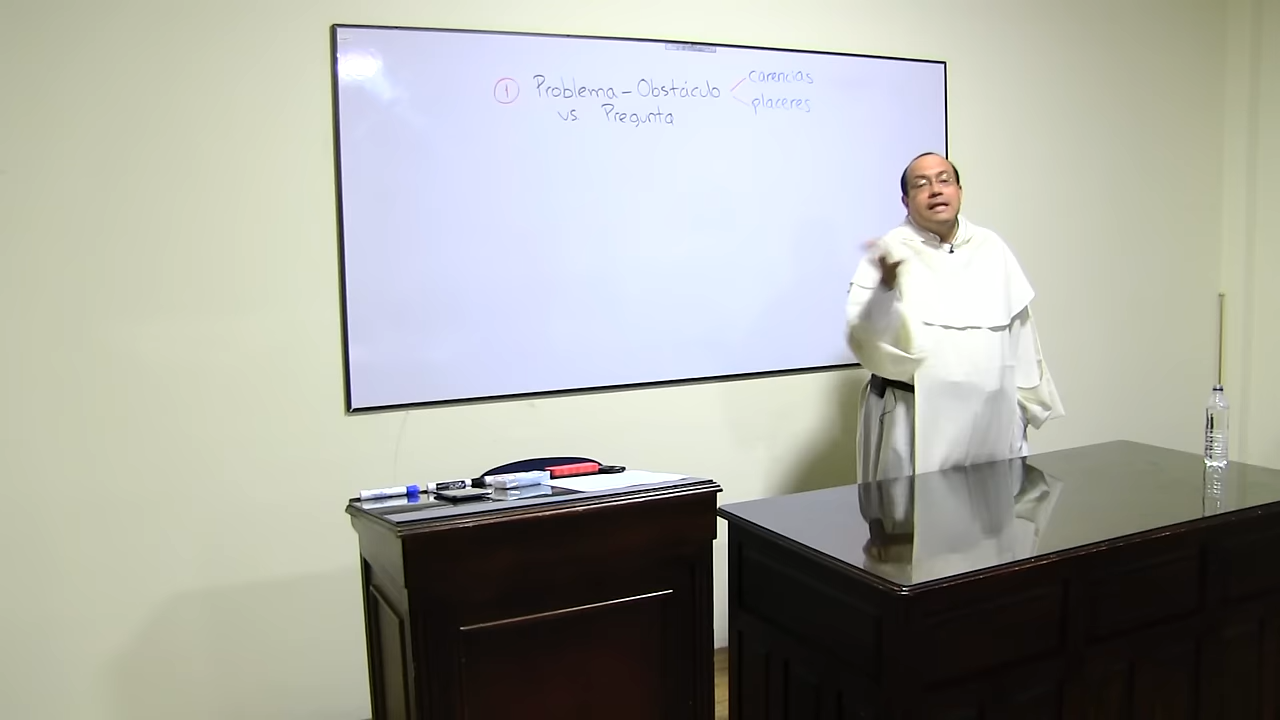 ① Problema - Obstáculo < carencias
placeres
vs. Pregunta